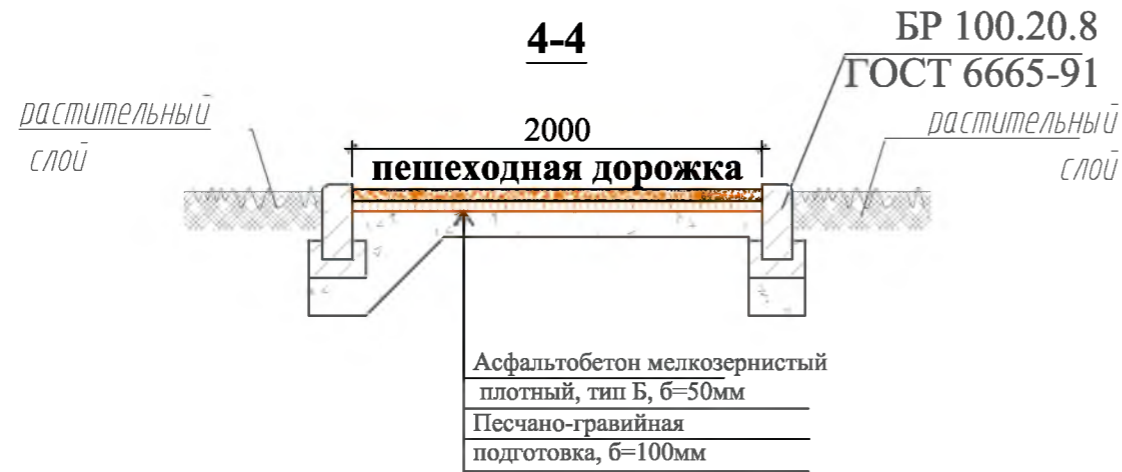 4-4
БР 100.20.8
ГОСТ 6665-91
растительный
слой
растительный
слой
2000
пешеходная дорожка
Асфальтобетон мелкозернистый
плотный, тип Б, б=50мм
Песчано-гравийная
подготовка, б=100мм